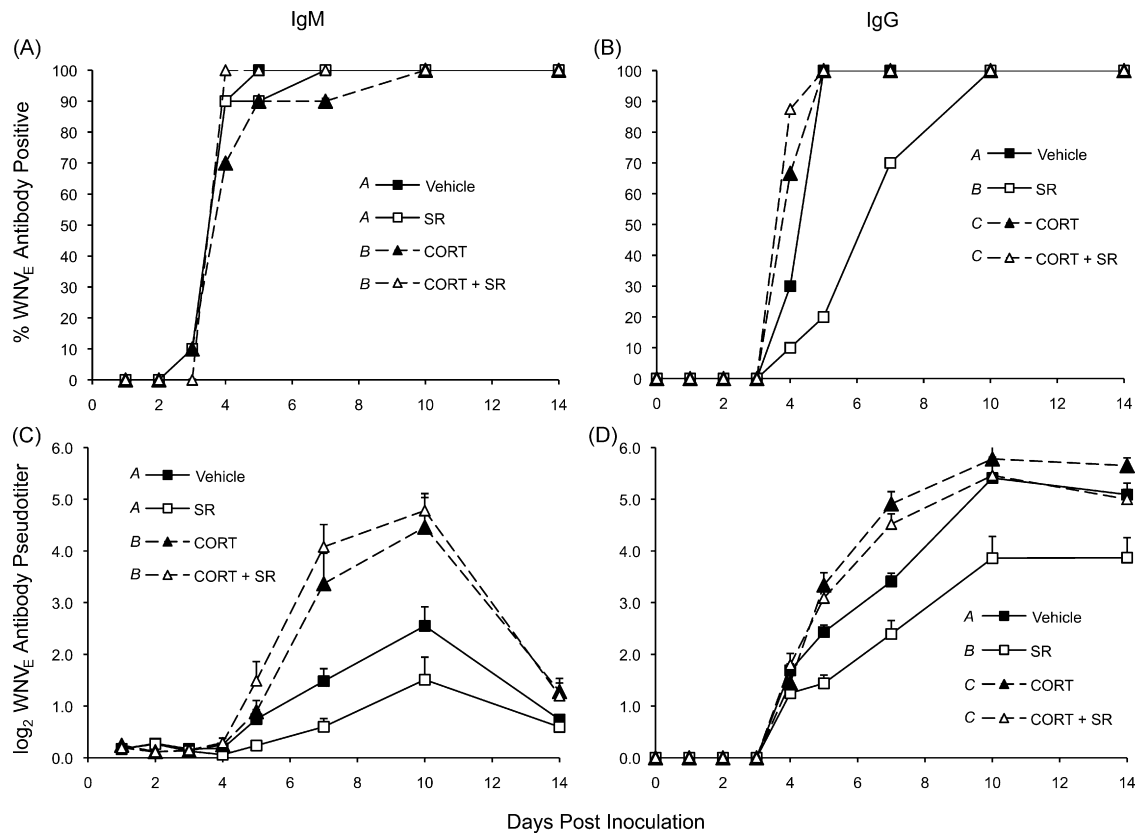 IgM
IgG
(A)
(B)
% WNVE Antibody Positive
100
90
80
70
60
50
40
30
20
10
0
0 2 4 6 8 10 12 14
A Vehicle
A SR
B CORT
B CORT + SR
100
90
80
70
60
50
40
30
20
10
0
0 2 4 6 8 10 12 14
A Vehicle
B SR
C CORT
C CORT + SR
(C)
(D)
log2 WNVE Antibody Pseudotiter
6.0
5.0
4.0
3.0
2.0
1.0
0.0
0 2 4 6 8 10 12 14
A Vehicle
A SR
B CORT
B CORT + SR
6.0
5.0
4.0
3.0
2.0
1.0
0.0
0 2 4 6 8 10 12 14
A Vehicle
B SR
C CORT
C CORT + SR
Days Post Inoculation